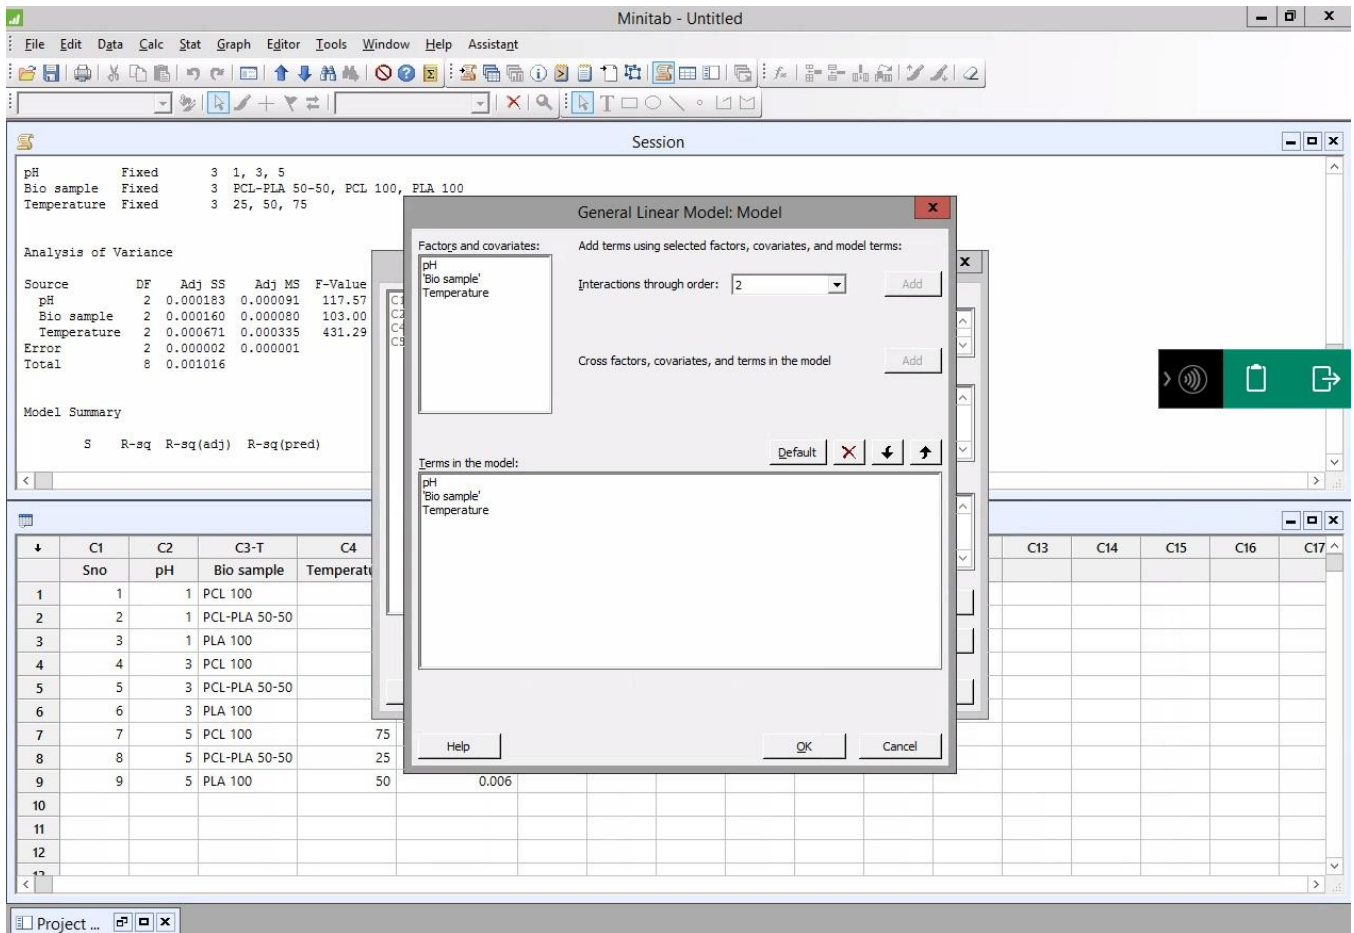 Minitab - Untitled
File Edit Data Calc Stat Graph Editor Tools Window Help Assistant
Session
pH Fixed 3 1, 3, 5
Bio sample Fixed 3 PCL-PLA 50-50, PCL 100, PLA 100
Temperature Fixed 3 25, 50, 75
Analysis of Variance
Source DF Adj SS Adj MS F-Value
pH 2 0.000183 0.000091 117.57
Bio sample 2 0.000160 0.000080 103.00
Temperature 2 0.000671 0.000335 431.29
Error 2 0.000002 0.000001
Total 8 0.001016
Model Summary
S R-sq R-sq(adj) R-sq(pred)
General Linear Model: Model
Factors and covariates:
pH
'Bio sample'
Temperature
Add terms using selected factors, covariates, and model terms:
Interactions through order: 2 Add
Cross factors, covariates, and terms in the model Add
Default
Terms in the model:
pH
'Bio sample'
Temperature
Help OK Cancel
C1 C2 C3-T C4 C13 C14 C15 C16 C17
Sno pH Bio sample
1 1 1 PCL 100
2 2 1 PCL-PLA 50-50
3 3 1 PLA 100
4 4 3 PCL 100
5 5 3 PCL-PLA 50-50
6 6 3 PLA 100
7 7 5 PCL 100 75
8 8 5 PCL-PLA 50-50 25
9 9 5 PLA 100 50 0.006
10
11
12
Project ...